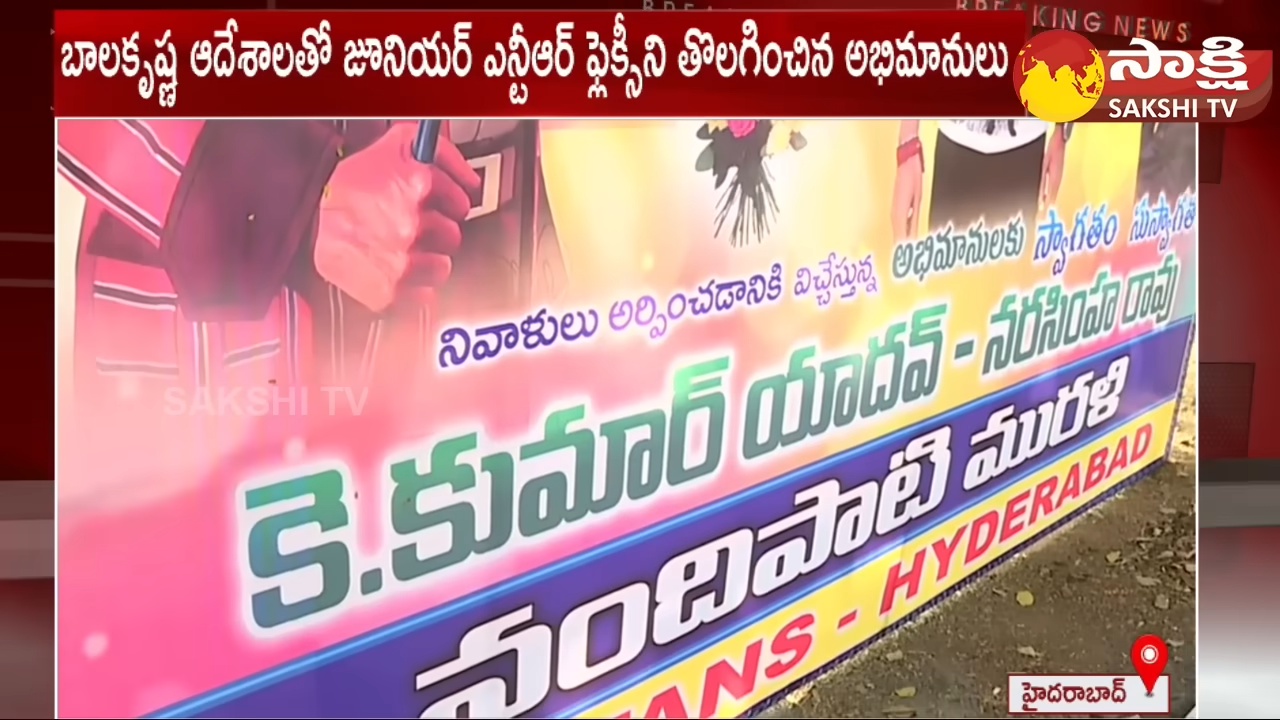 BREAKING NEWS
బాలకృష్ణ ఆదేశాలతో జూనియర్ ఎన్టీఆర్ ఫ్లెక్సీని తొలగించిన అభిమానులు
సాక్షి
SAKSHI TV
నివాళులు అర్పించడానికి విచ్చేస్తున్న అభిమానులకు స్వాగతం సుస్వాగత
SAKSHI TV
కె.కుమార్ యాదవ్ - నరసింహ రావు
నందిపాటి మురళి
FANS - HYDERABAD
హైదరాబాద్